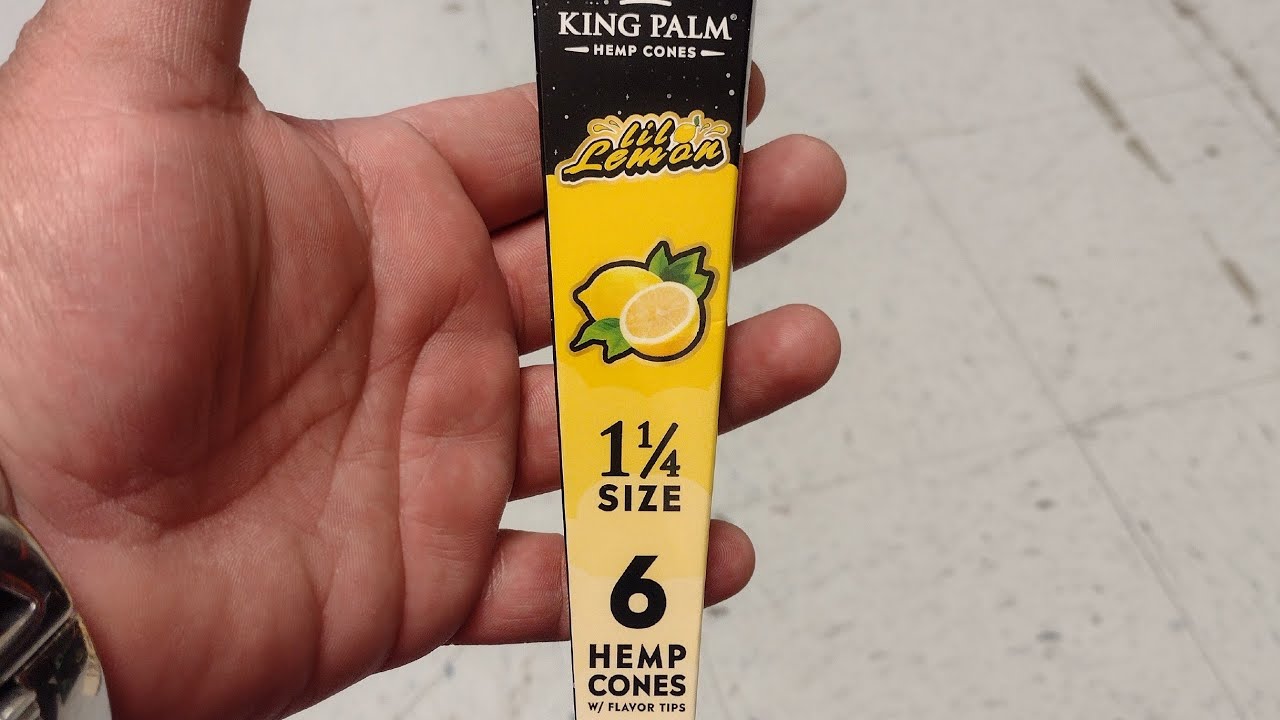 KING PALM®
HEMP CONES
Lil
Lemon
1¼
SIZE
6
HEMP
CONES
W/ FLAVOR TIPS